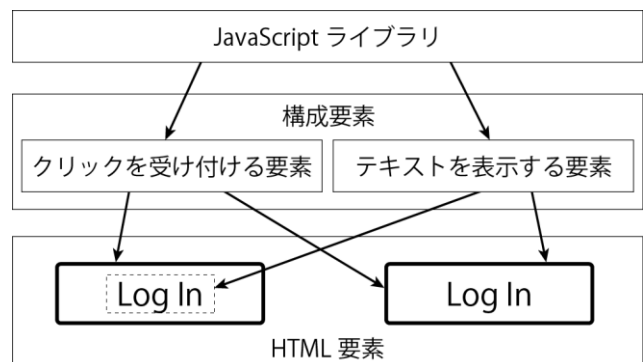 JavaScript ライブラリ
構成要素
クリックを受け付ける要素
テキストを表示する要素
Log In
Log In
HTML 要素